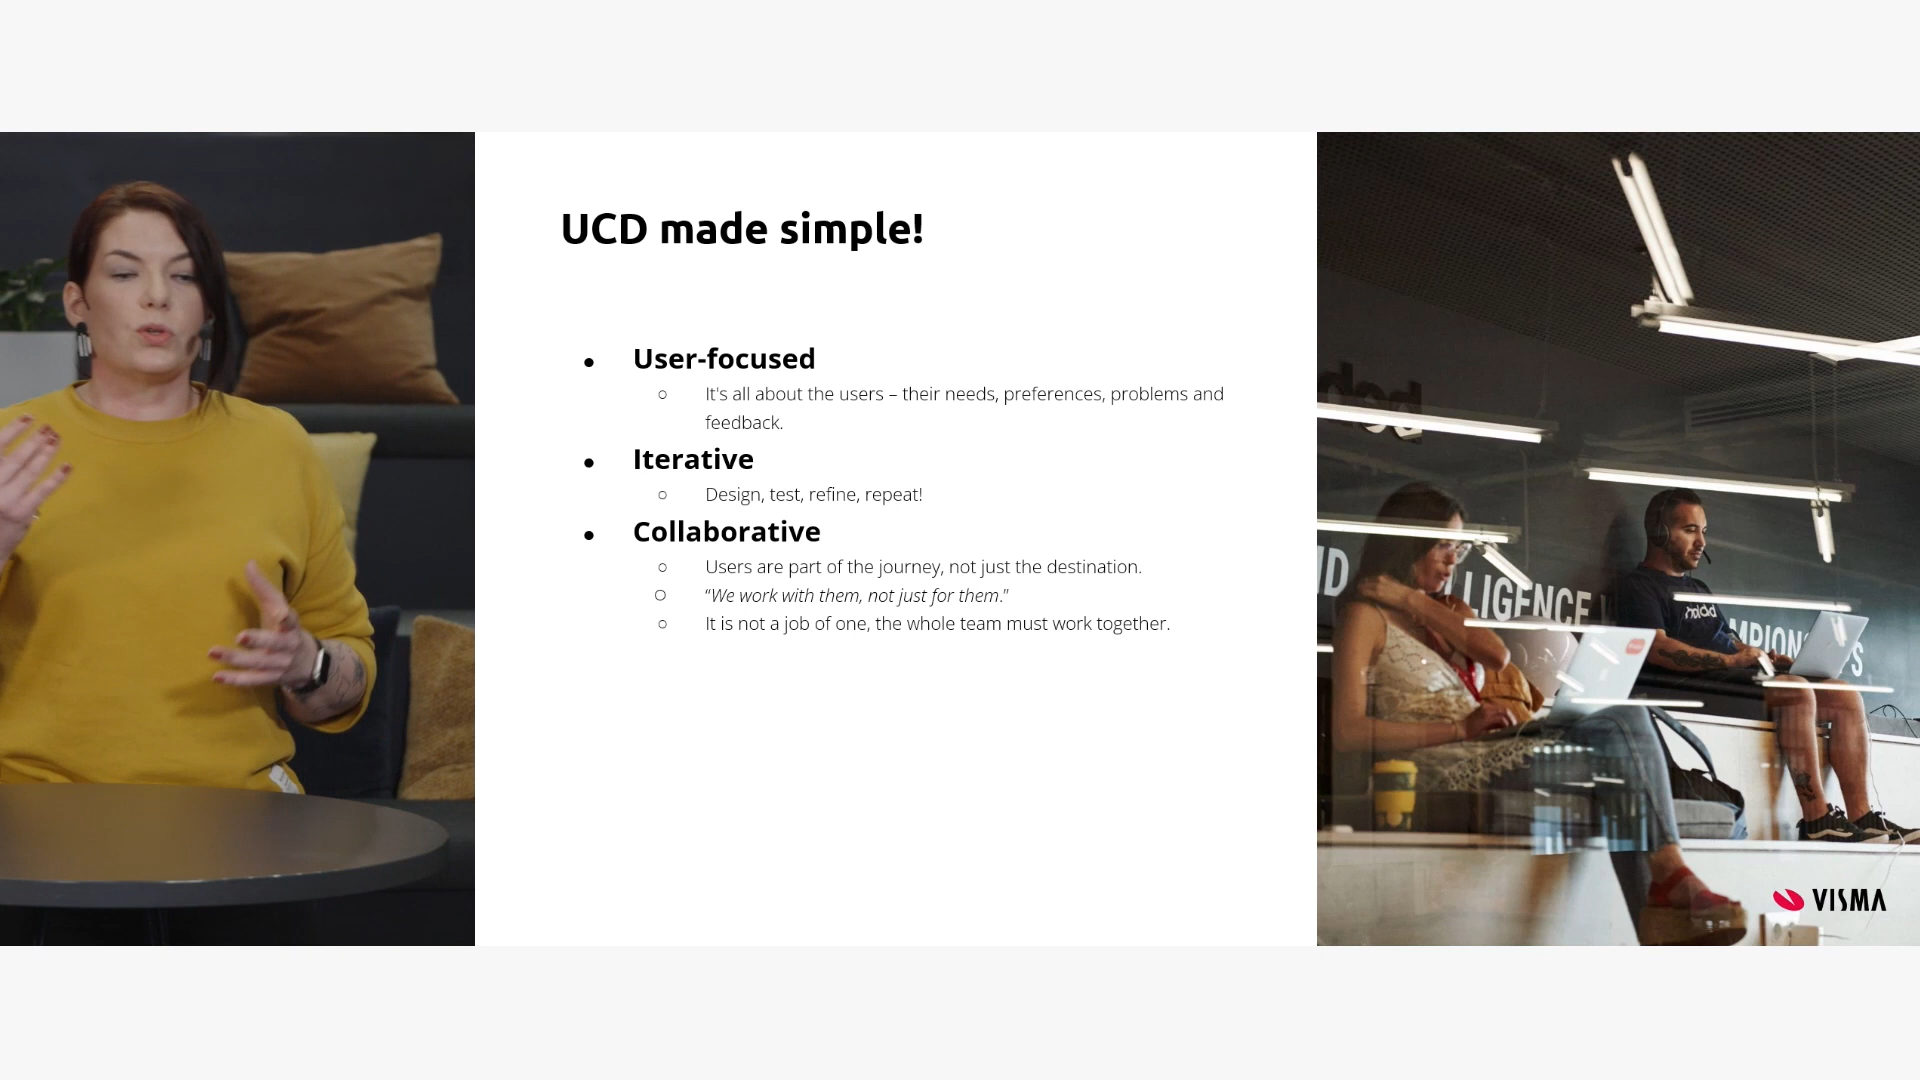 UCD made simple!
● User-focused
○ It's all about the users – their needs, preferences, problems and
feedback.
● Iterative
○ Design, test, refine, repeat!
● Collaborative
○ Users are part of the journey, not just the destination.
○ “We work with them, not just for them.”
○ It is not a job of one, the whole team must work together.
LLIGENCE
VISMA